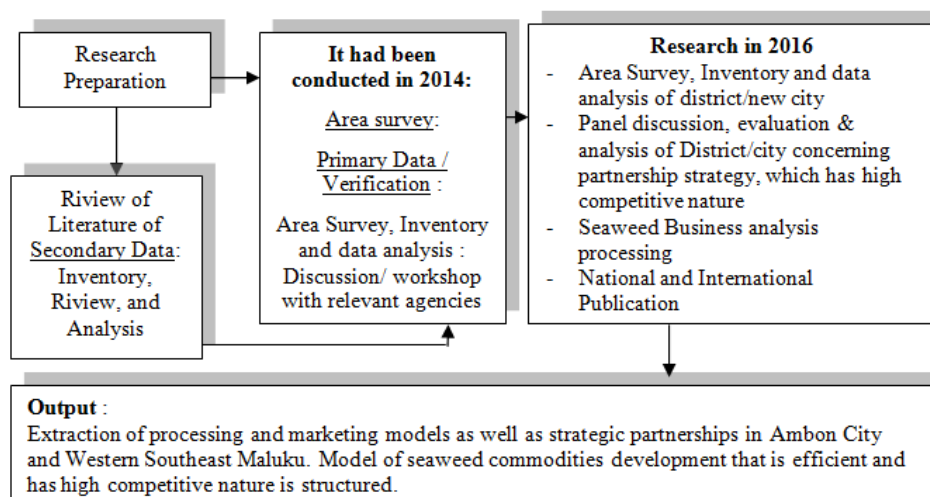 Research
Preparation
Riview of
Literature of
Secondary Data:
Inventory,
Riview, and
Analysis
It had been
conducted in 2014:
Area survey:
Primary Data /
Verification :
Area Survey, Inventory
and data analysis :
Discussion/ workshop
with relevant agencies
Research in 2016
- Area Survey, Inventory and data
analysis of district/new city
- Panel discussion, evaluation &
analysis of District/city concerning
partnership strategy, which has high
competitive nature
- Seaweed Business analysis
processing
- National and International
Publication
Output :
Extraction of processing and marketing models as well as strategic partnerships in Ambon City
and Western Southeast Maluku. Model of seaweed commodities development that is efficient and
has high competitive nature is structured.